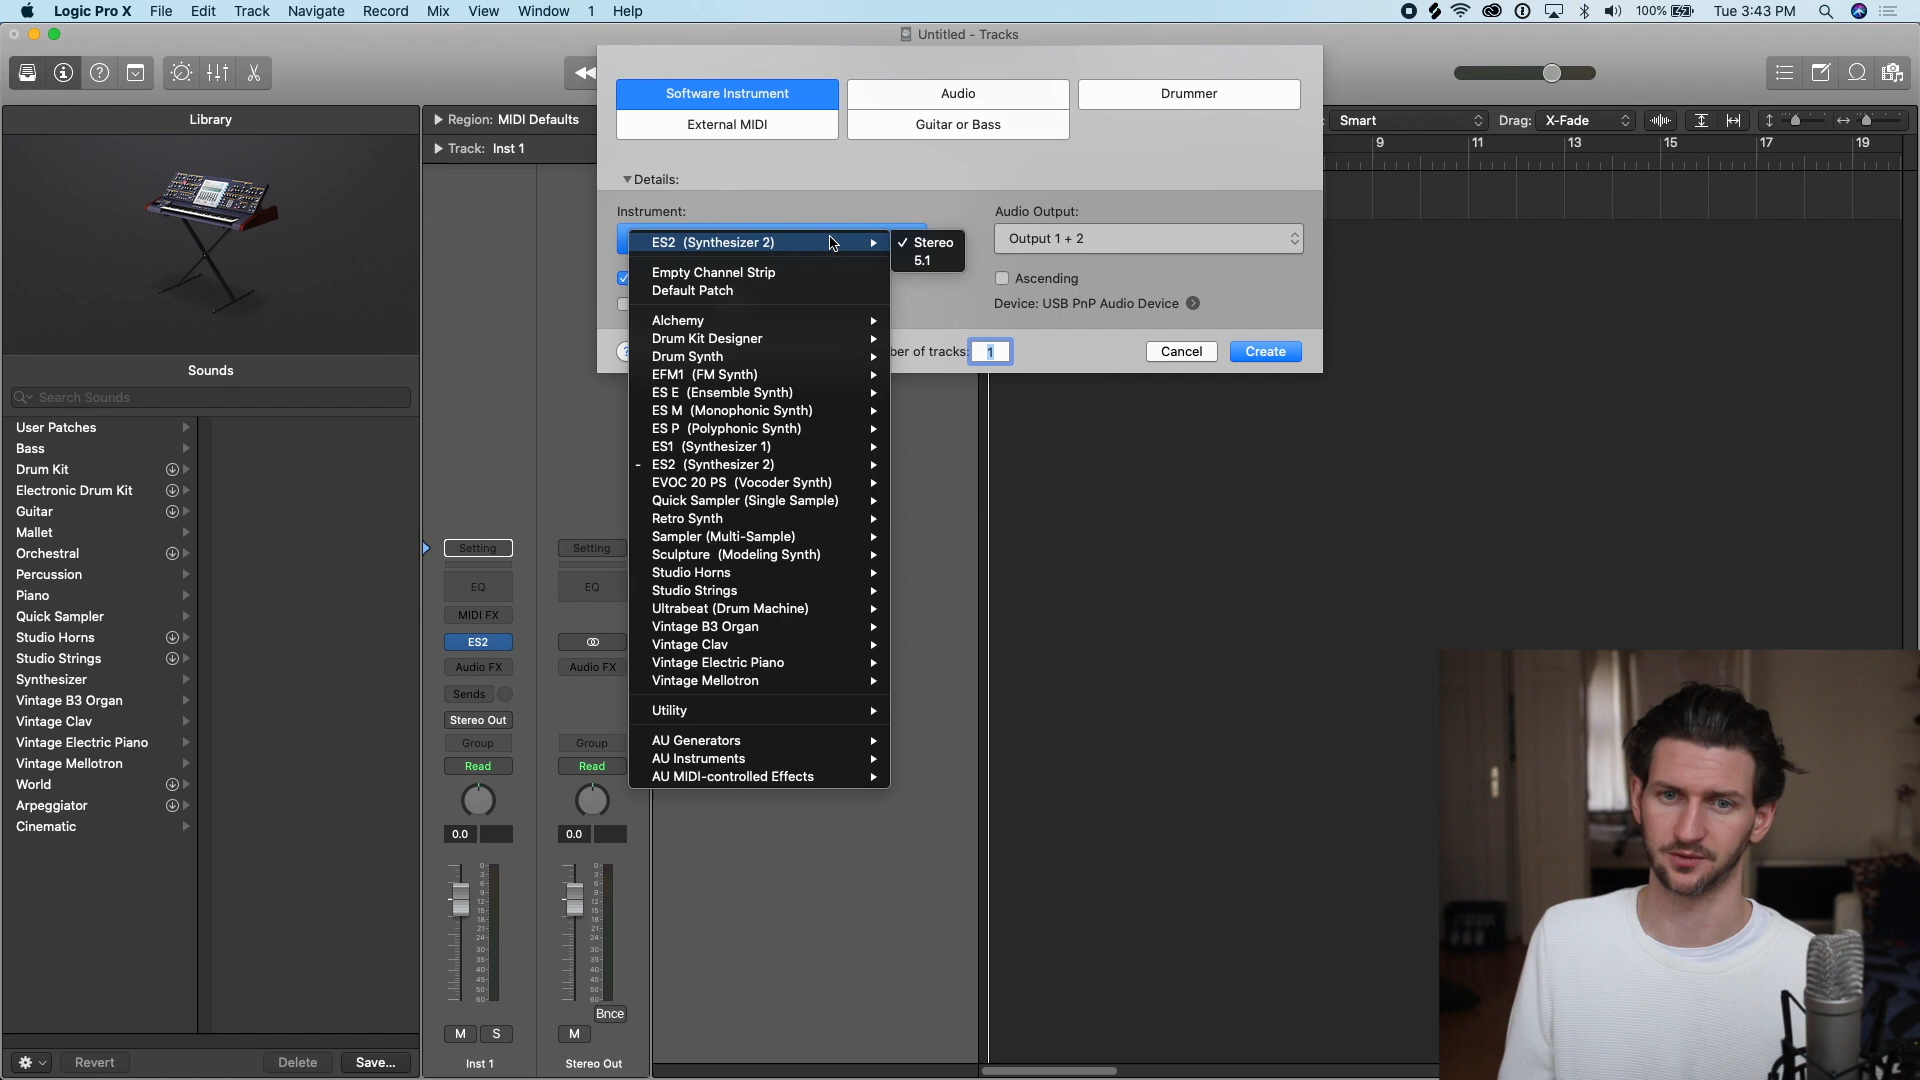 Logic Pro X File Edit Track Navigate Record Mix View Window 1 Help
100% Tue 3:43 PM
Untitled - Tracks
Software Instrument
Audio
Drummer
External MIDI
Guitar or Bass
Library
Region: MIDI Defaults
Track: Inst 1
Smart
Drag: X-Fade
9 11 13 15 17 19
Details:
Instrument:
Audio Output:
Output 1 + 2
Ascending
Device: USB PnP Audio Device
ber of tracks: 1
Cancel
Create
ES2 (Synthesizer 2)
✓ Stereo
5.1
Empty Channel Strip
Default Patch
Alchemy
Drum Kit Designer
Drum Synth
EFM1 (FM Synth)
ES E (Ensemble Synth)
ES M (Monophonic Synth)
ES P (Polyphonic Synth)
ES1 (Synthesizer 1)
- ES2 (Synthesizer 2)
EVOC 20 PS (Vocoder Synth)
Quick Sampler (Single Sample)
Retro Synth
Sampler (Multi-Sample)
Sculpture (Modeling Synth)
Studio Horns
Studio Strings
Ultrabeat (Drum Machine)
Vintage B3 Organ
Vintage Clav
Vintage Electric Piano
Vintage Mellotron
Utility
AU Generators
AU Instruments
AU MIDI-controlled Effects
Sounds
Search Sounds
User Patches
Bass
Drum Kit
Electronic Drum Kit
Guitar
Mallet
Orchestral
Percussion
Piano
Quick Sampler
Studio Horns
Studio Strings
Synthesizer
Vintage B3 Organ
Vintage Clav
Vintage Electric Piano
Vintage Mellotron
World
Arpeggiator
Cinematic
Revert
Delete
Save...
Setting
EQ
MIDI FX
ES2
Audio FX
Sends
Stereo Out
Group
Read
0.0
M S
Inst 1
Setting
EQ
Audio FX
Group
Read
0.0
Bnce
M
Stereo Out